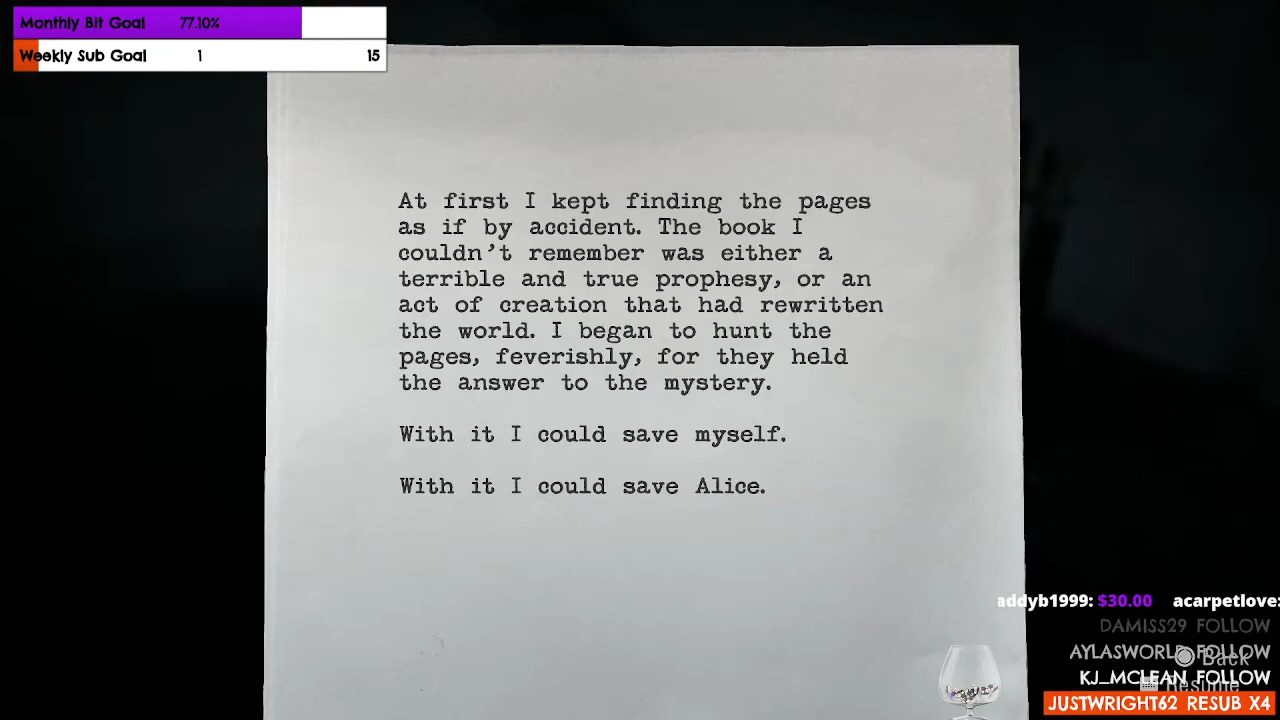 Monthly Bit Goal 77.10%
Weekly Sub Goal 1 15
At first I kept finding the pages
as if by accident. The book I
couldn't remember was either a
terrible and true prophesy, or an
act of creation that had rewritten
the world. I began to hunt the
pages, feverishly, for they held
the answer to the mystery.
With it I could save myself.
With it I could save Alice.
addyb1999: $30.00 acarpetlove:
DAMISS29 FOLLOW
AYLASWORLD FOLLOW
Back
KJ_MCLEAN FOLLOW
Resume
JUSTWRIGHT62 RESUB X4